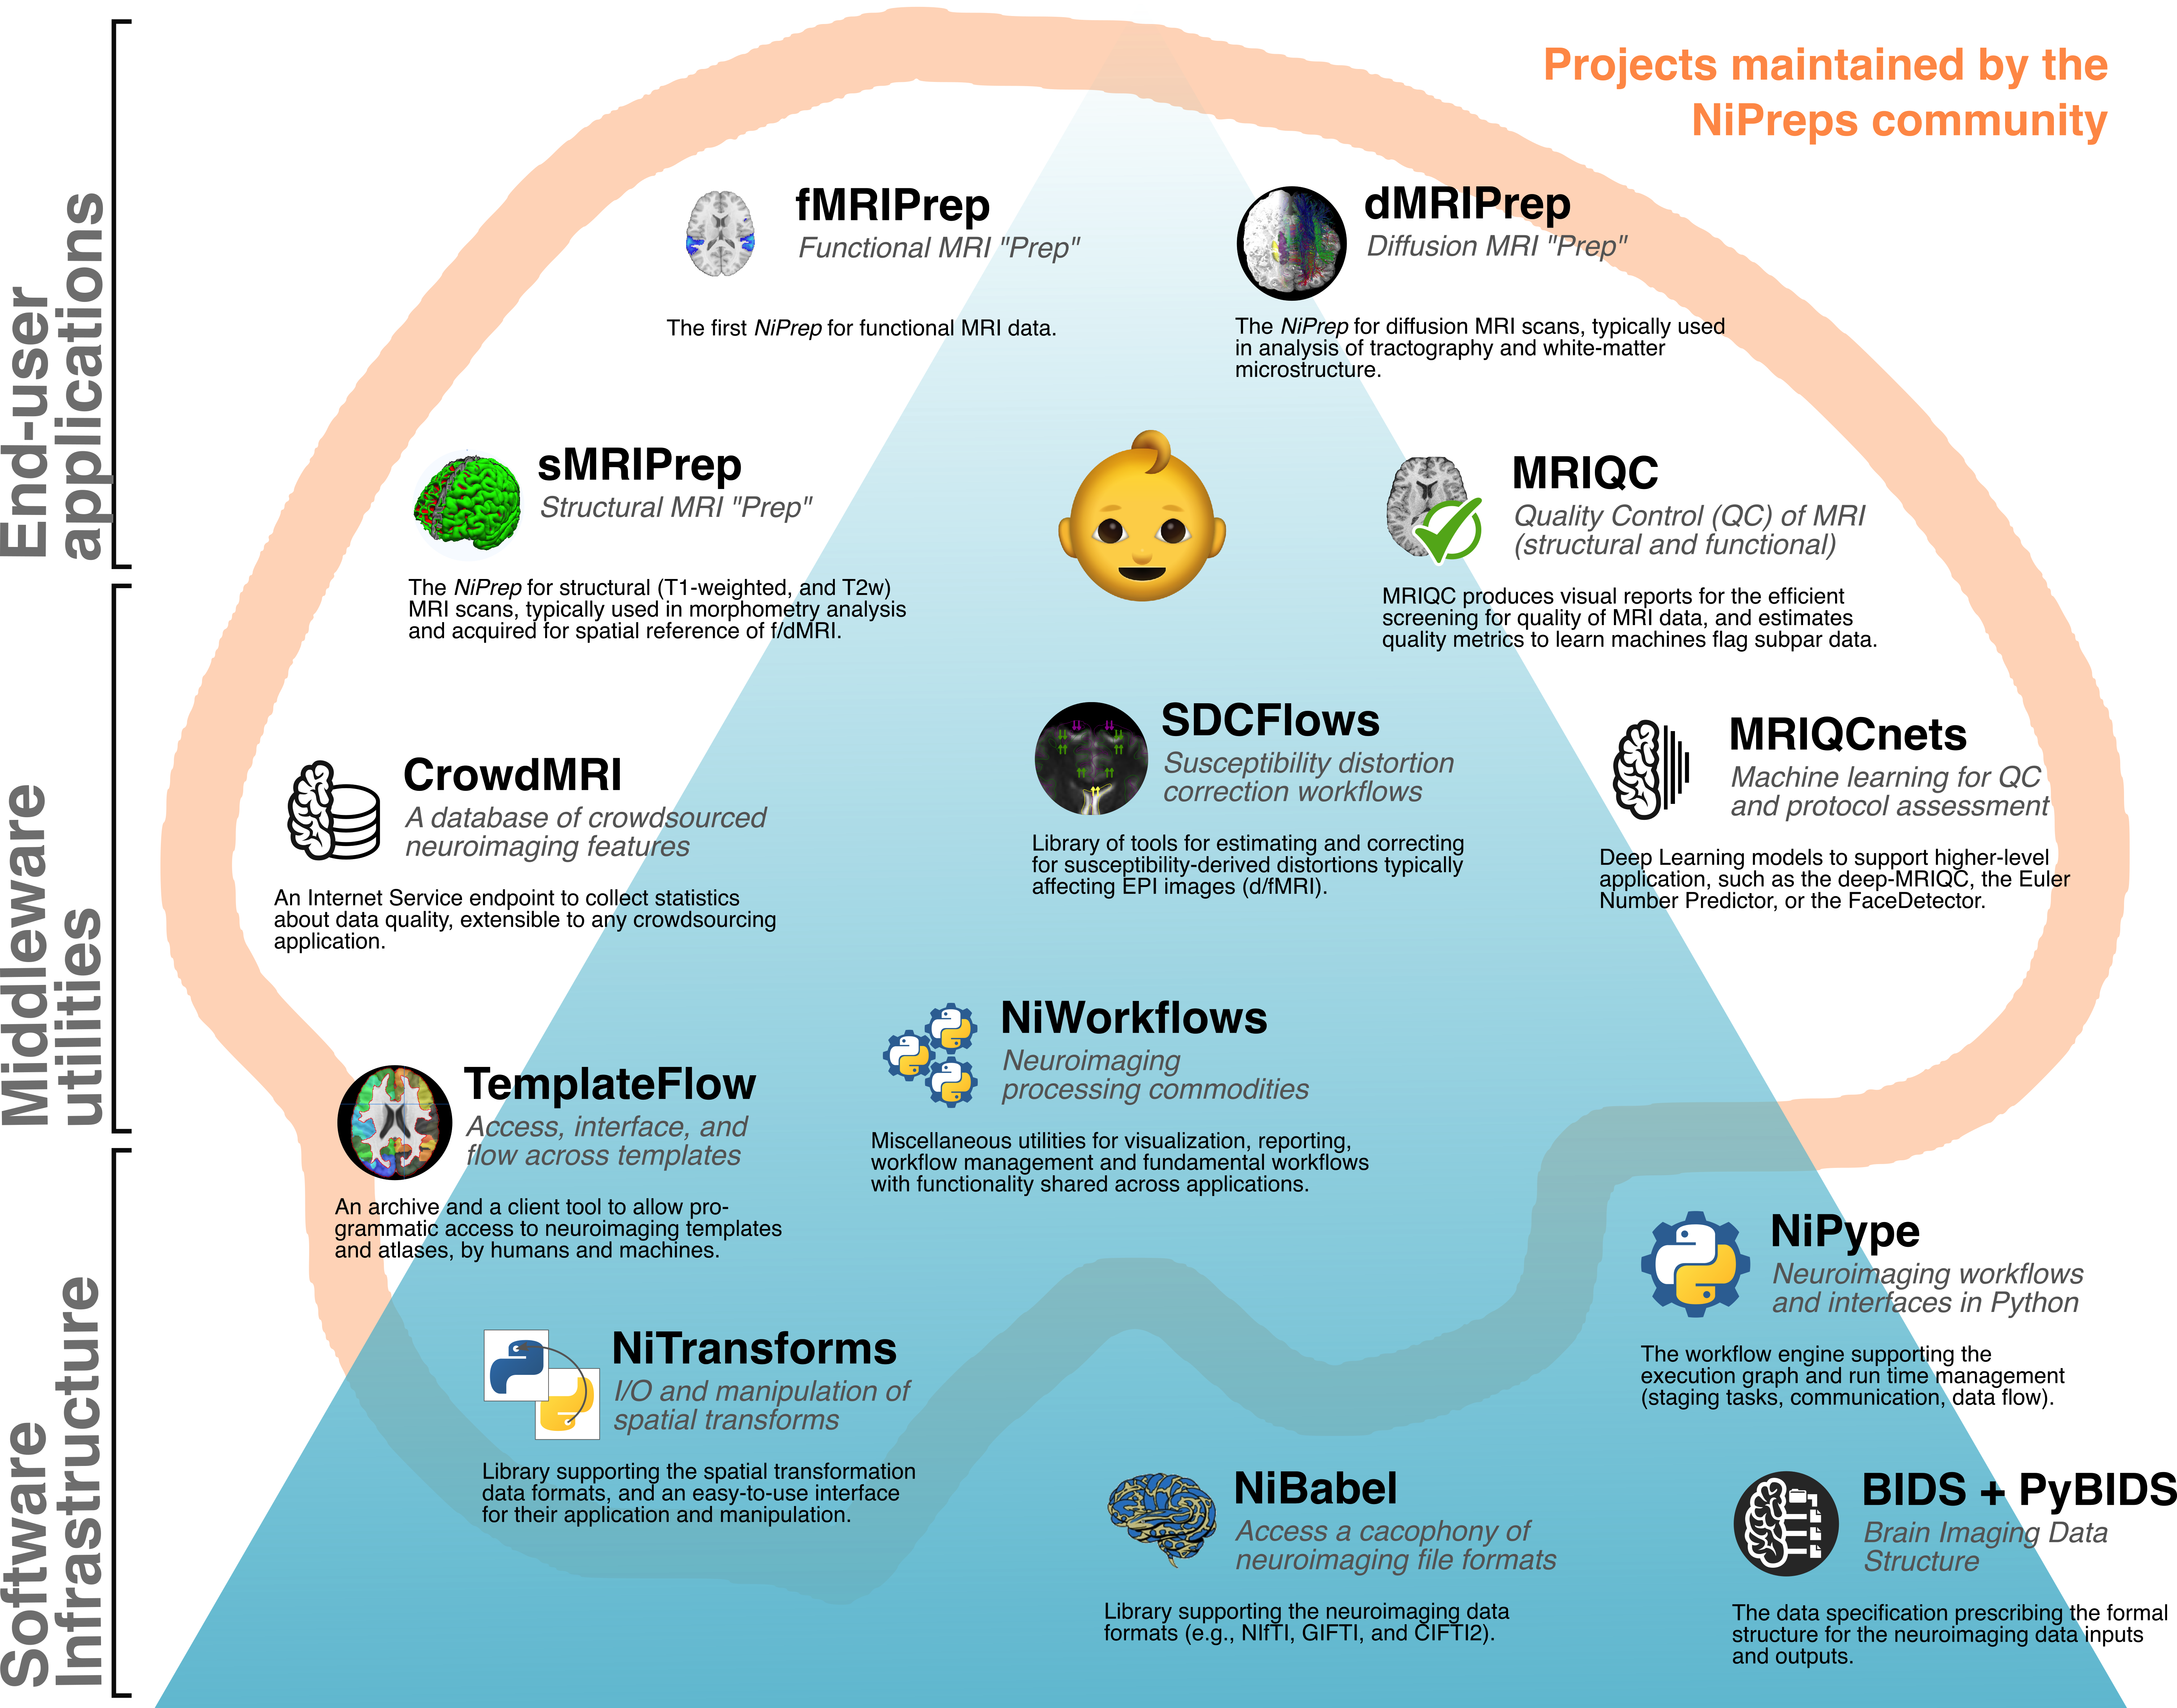 Projects maintained by the
NiPreps community
End-user
applications
fMRIPrep
Functional MRI "Prep"
The first NiPrep for functional MRI data.
dMRIPrep
Diffusion MRI "Prep"
The NiPrep for diffusion MRI scans, typically used
in analysis of tractography and white-matter
microstructure.
sMRIPrep
Structural MRI "Prep"
The NiPrep for structural (T1-weighted, and T2w)
MRI scans, typically used in morphometry analysis
and acquired for spatial reference of f/dMRI.
MRIQC
Quality Control (QC) of MRI
(structural and functional)
MRIQC produces visual reports for the efficient
screening for quality of MRI data, and estimates
quality metrics to learn machines flag subpar data.
Middleware
utilities
CrowdMRI
A database of crowdsourced
neuroimaging features
An Internet Service endpoint to collect statistics
about data quality, extensible to any crowdsourcing
application.
SDCFlows
Susceptibility distortion
correction workflows
Library of tools for estimating and correcting
for susceptibility-derived distortions typically
affecting EPI images (d/fMRI).
MRIQCnets
Machine learning for QC
and protocol assessment
Deep Learning models to support higher-level
application, such as the deep-MRIQC, the Euler
Number Predictor, or the FaceDetector.
TemplateFlow
Access, interface, and
flow across templates
An archive and a client tool to allow pro-
grammatic access to neuroimaging templates
and atlases, by humans and machines.
NiWorkflows
Neuroimaging
processing commodities
Miscellaneous utilities for visualization, reporting,
workflow management and fundamental workflows
with functionality shared across applications.
Software
Infrastructure
NiPype
Neuroimaging workflows
and interfaces in Python
The workflow engine supporting the
execution graph and run time management
(staging tasks, communication, data flow).
NiTransforms
I/O and manipulation of
spatial transforms
Library supporting the spatial transformation
data formats, and an easy-to-use interface
for their application and manipulation.
NiBabel
Access a cacophony of
neuroimaging file formats
Library supporting the neuroimaging data
formats (e.g., NIfTI, GIFTI, and CIFTI2).
BIDS + PyBIDS
Brain Imaging Data
Structure
The data specification prescribing the formal
structure for the neuroimaging data inputs
and outputs.